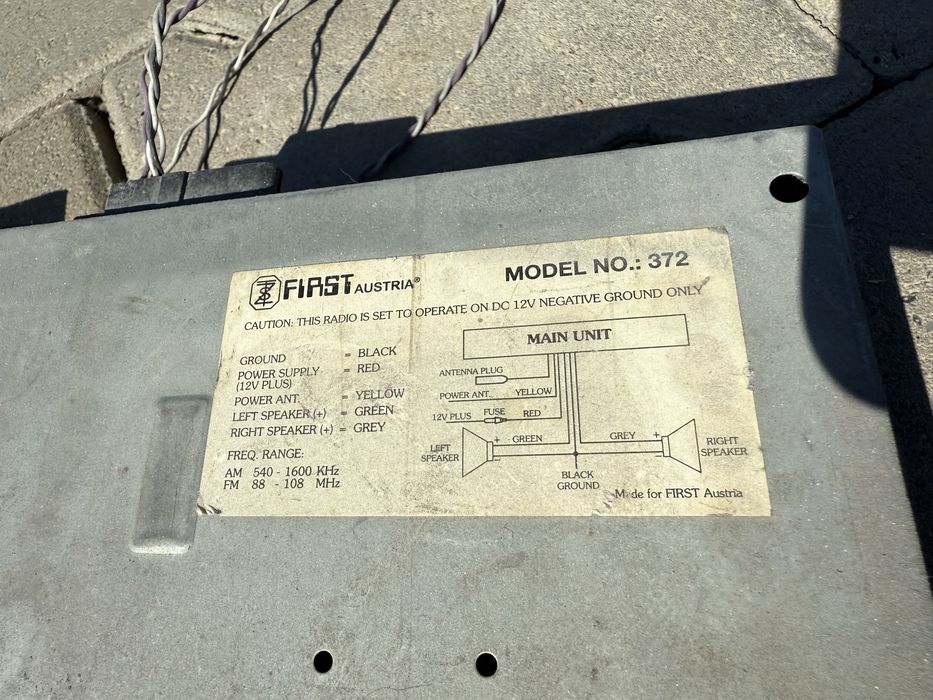 FIRST AUSTRIA®
MODEL NO.: 372
CAUTION: THIS RADIO IS SET TO OPERATE ON DC 12V NEGATIVE GROUND ONLY
GROUND = BLACK
POWER SUPPLY = RED
(12V PLUS)
POWER ANT. = YELLOW
LEFT SPEAKER (+) = GREEN
RIGHT SPEAKER (+) = GREY
FREQ. RANGE:
AM 540 - 1600 KHz
FM 88 - 108 MHz
MAIN UNIT
ANTENNA PLUG
POWER ANT. YELLOW
12V PLUS FUSE RED
LEFT SPEAKER + GREEN
GREY + RIGHT SPEAKER
BLACK
GROUND
Made for FIRST Austria